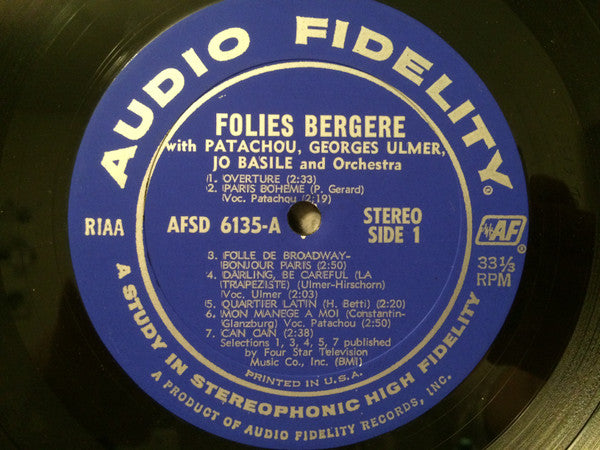 AUDIO FIDELITY®
FOLIES BERGERE
with PATACHOU, GEORGES ULMER,
JO BASILE and Orchestra
1. OVERTURE (2:33)
2. PARIS BOHEME (P. Gerard)
Voc. Patachou (2:19)
RIAA
AFSD 6135-A
STEREO
SIDE 1
AF®
33⅓
RPM
3. FOLLE DE BROADWAY-
BONJOUR PARIS (2:50)
4. DARLING, BE CAREFUL (LA
TRAPEZISTE) (Ulmer-Hirschorn)
Voc. Ulmer (2:03)
5. QUARTIER LATIN (H. Betti) (2:20)
6. MON MANEGE A MOI (Constantin-
Glanzburg) Voc. Patachou (2:50)
7. CAN CAN (2:38)
Selections 1, 3, 4, 5, 7 published
by Four Star Television
Music Co., Inc. (BMI)
PRINTED IN U.S.A.
A STUDY IN STEREOPHONIC HIGH FIDELITY
A PRODUCT OF AUDIO FIDELITY RECORDS, INC.